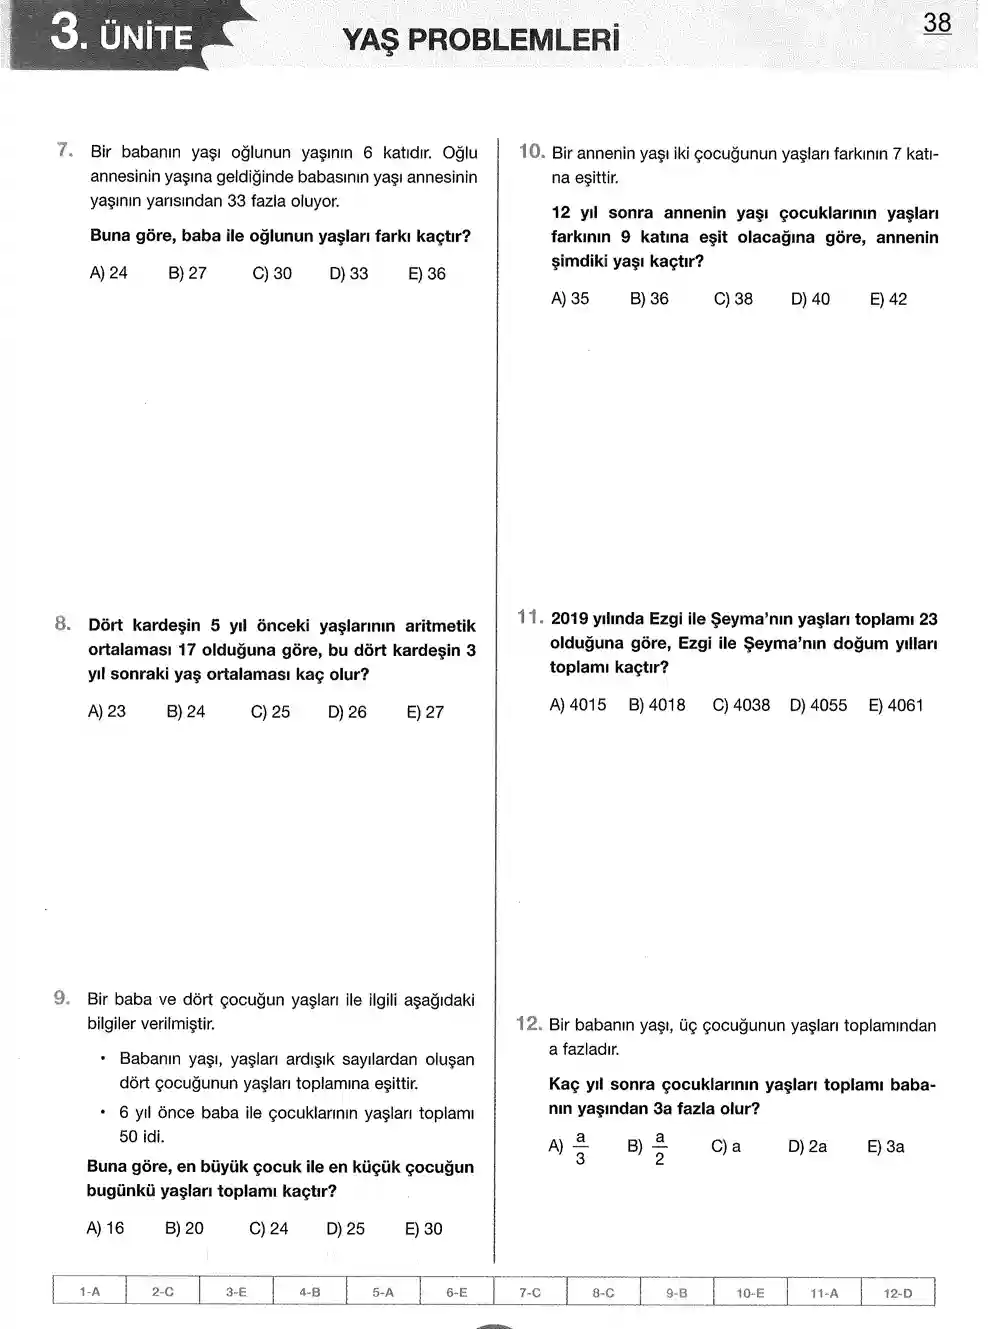 3. ÜNİTE
YAŞ PROBLEMLERİ
38
7. Bir babanın yaşı oğlunun yaşının 6 katıdır. Oğlu
annesinin yaşına geldiğinde babasının yaşı annesinin
yaşının yarısından 33 fazla oluyor.
Buna göre, baba ile oğlunun yaşları farkı kaçtır?
A) 24 B) 27 C) 30 D) 33 E) 36
8. Dört kardeşin 5 yıl önceki yaşlarının aritmetik
ortalaması 17 olduğuna göre, bu dört kardeşin 3
yıl sonraki yaş ortalaması kaç olur?
A) 23 B) 24 C) 25 D) 26 E) 27
9. Bir baba ve dört çocuğun yaşları ile ilgili aşağıdaki
bilgiler verilmiştir.
• Babanın yaşı, yaşları ardışık sayılardan oluşan
dört çocuğunun yaşları toplamına eşittir.
• 6 yıl önce baba ile çocuklarının yaşları toplamı
50 idi.
Buna göre, en büyük çocuk ile en küçük çocuğun
bugünkü yaşları toplamı kaçtır?
A) 16 B) 20 C) 24 D) 25 E) 30
10. Bir annenin yaşı iki çocuğunun yaşları farkının 7 katı-
na eşittir.
12 yıl sonra annenin yaşı çocuklarının yaşları
farkının 9 katına eşit olacağına göre, annenin
şimdiki yaşı kaçtır?
A) 35 B) 36 C) 38 D) 40 E) 42
11. 2019 yılında Ezgi ile Şeyma'nın yaşları toplamı 23
olduğuna göre, Ezgi ile Şeyma'nın doğum yılları
toplamı kaçtır?
A) 4015 B) 4018 C) 4038 D) 4055 E) 4061
12. Bir babanın yaşı, üç çocuğunun yaşları toplamından
a fazladır.
Kaç yıl sonra çocuklarının yaşları toplamı baba-
nın yaşından 3a fazla olur?
A) a/3 B) a/2 C) a D) 2a E) 3a
1-A 2-C 3-E 4-B 5-A 6-E 7-C 8-C 9-B 10-E 11-A 12-D